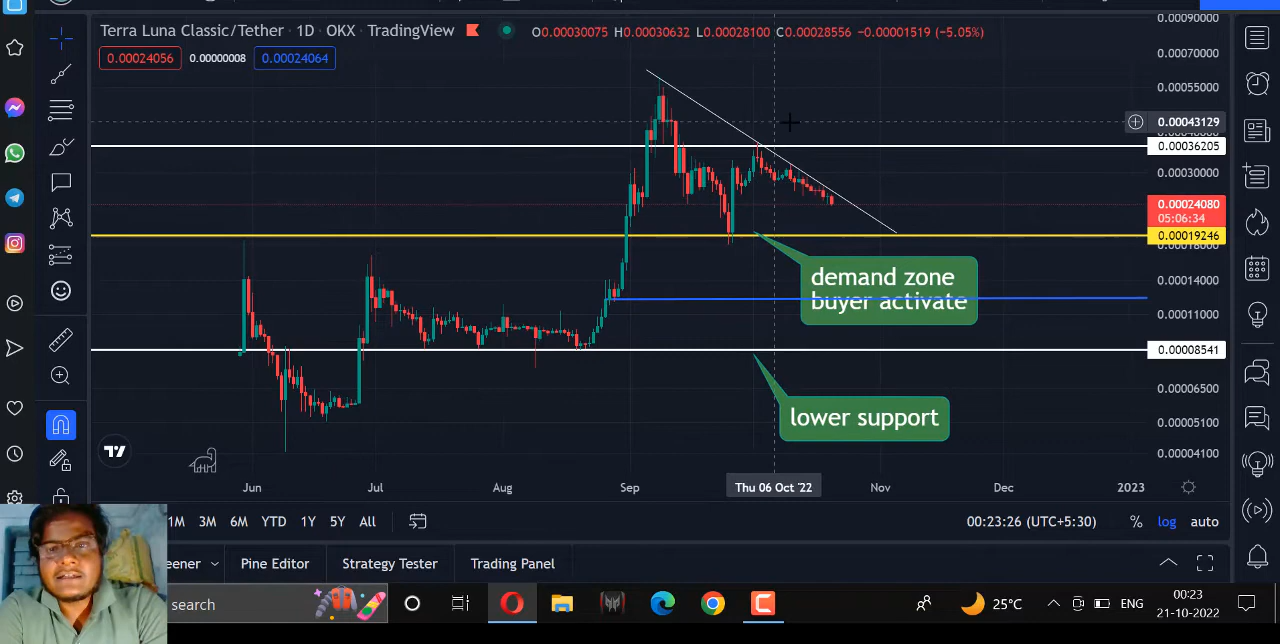 Terra Luna Classic/Tether · 1D · OKX · TradingView
O0.00030075 H0.00030632 L0.00028100 C0.00028556 −0.00001519 (−5.05%)
0.00024056 0.00000008 0.00024064
0.00090000
0.00070000
0.00055000
0.00043129
0.00036205
0.00030000
0.00024080
05:06:34
0.00019246
demand zone
buyer activate
0.00014000
0.00011000
0.00008541
0.00006500
lower support
0.00005100
0.00004100
Jun Jul Aug Sep Thu 06 Oct '22 Nov Dec 2023
1M 3M 6M YTD 1Y 5Y All 00:23:26 (UTC+5:30) % log auto
eener Pine Editor Strategy Tester Trading Panel
search 25°C ENG 00:23
21-10-2022